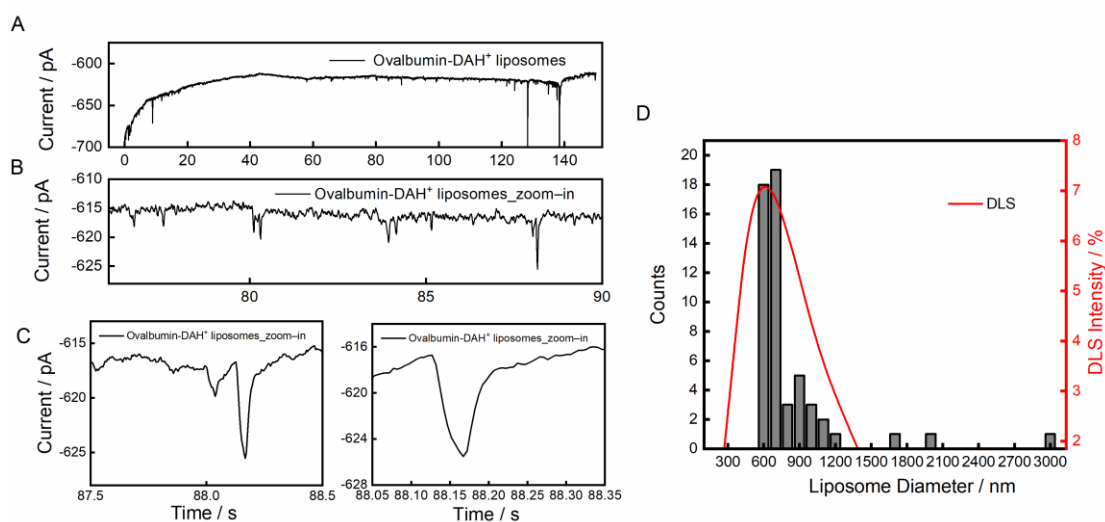 A
Current / pA
-600
-650
-700
Ovalbumin-DAH⁺ liposomes
0 20 40 60 80 100 120 140
B
Current / pA
-610
-615
-620
-625
Ovalbumin-DAH⁺ liposomes_zoom–in
80 85 90
C
Current / pA
-615
-620
-625
Ovalbumin-DAH⁺ liposomes_zoom–in
87.5 88.0 88.5
Time / s
-616
-620
-624
-628
Ovalbumin-DAH⁺ liposomes_zoom–in
88.05 88.10 88.15 88.20 88.25 88.30 88.35
Time / s
D
Counts
20
18
16
14
12
10
8
6
4
2
0
DLS
8
7
6
5
4
3
2
DLS Intensity / %
300 600 900 1200 1500 1800 2100 2400 2700 3000
Liposome Diameter / nm